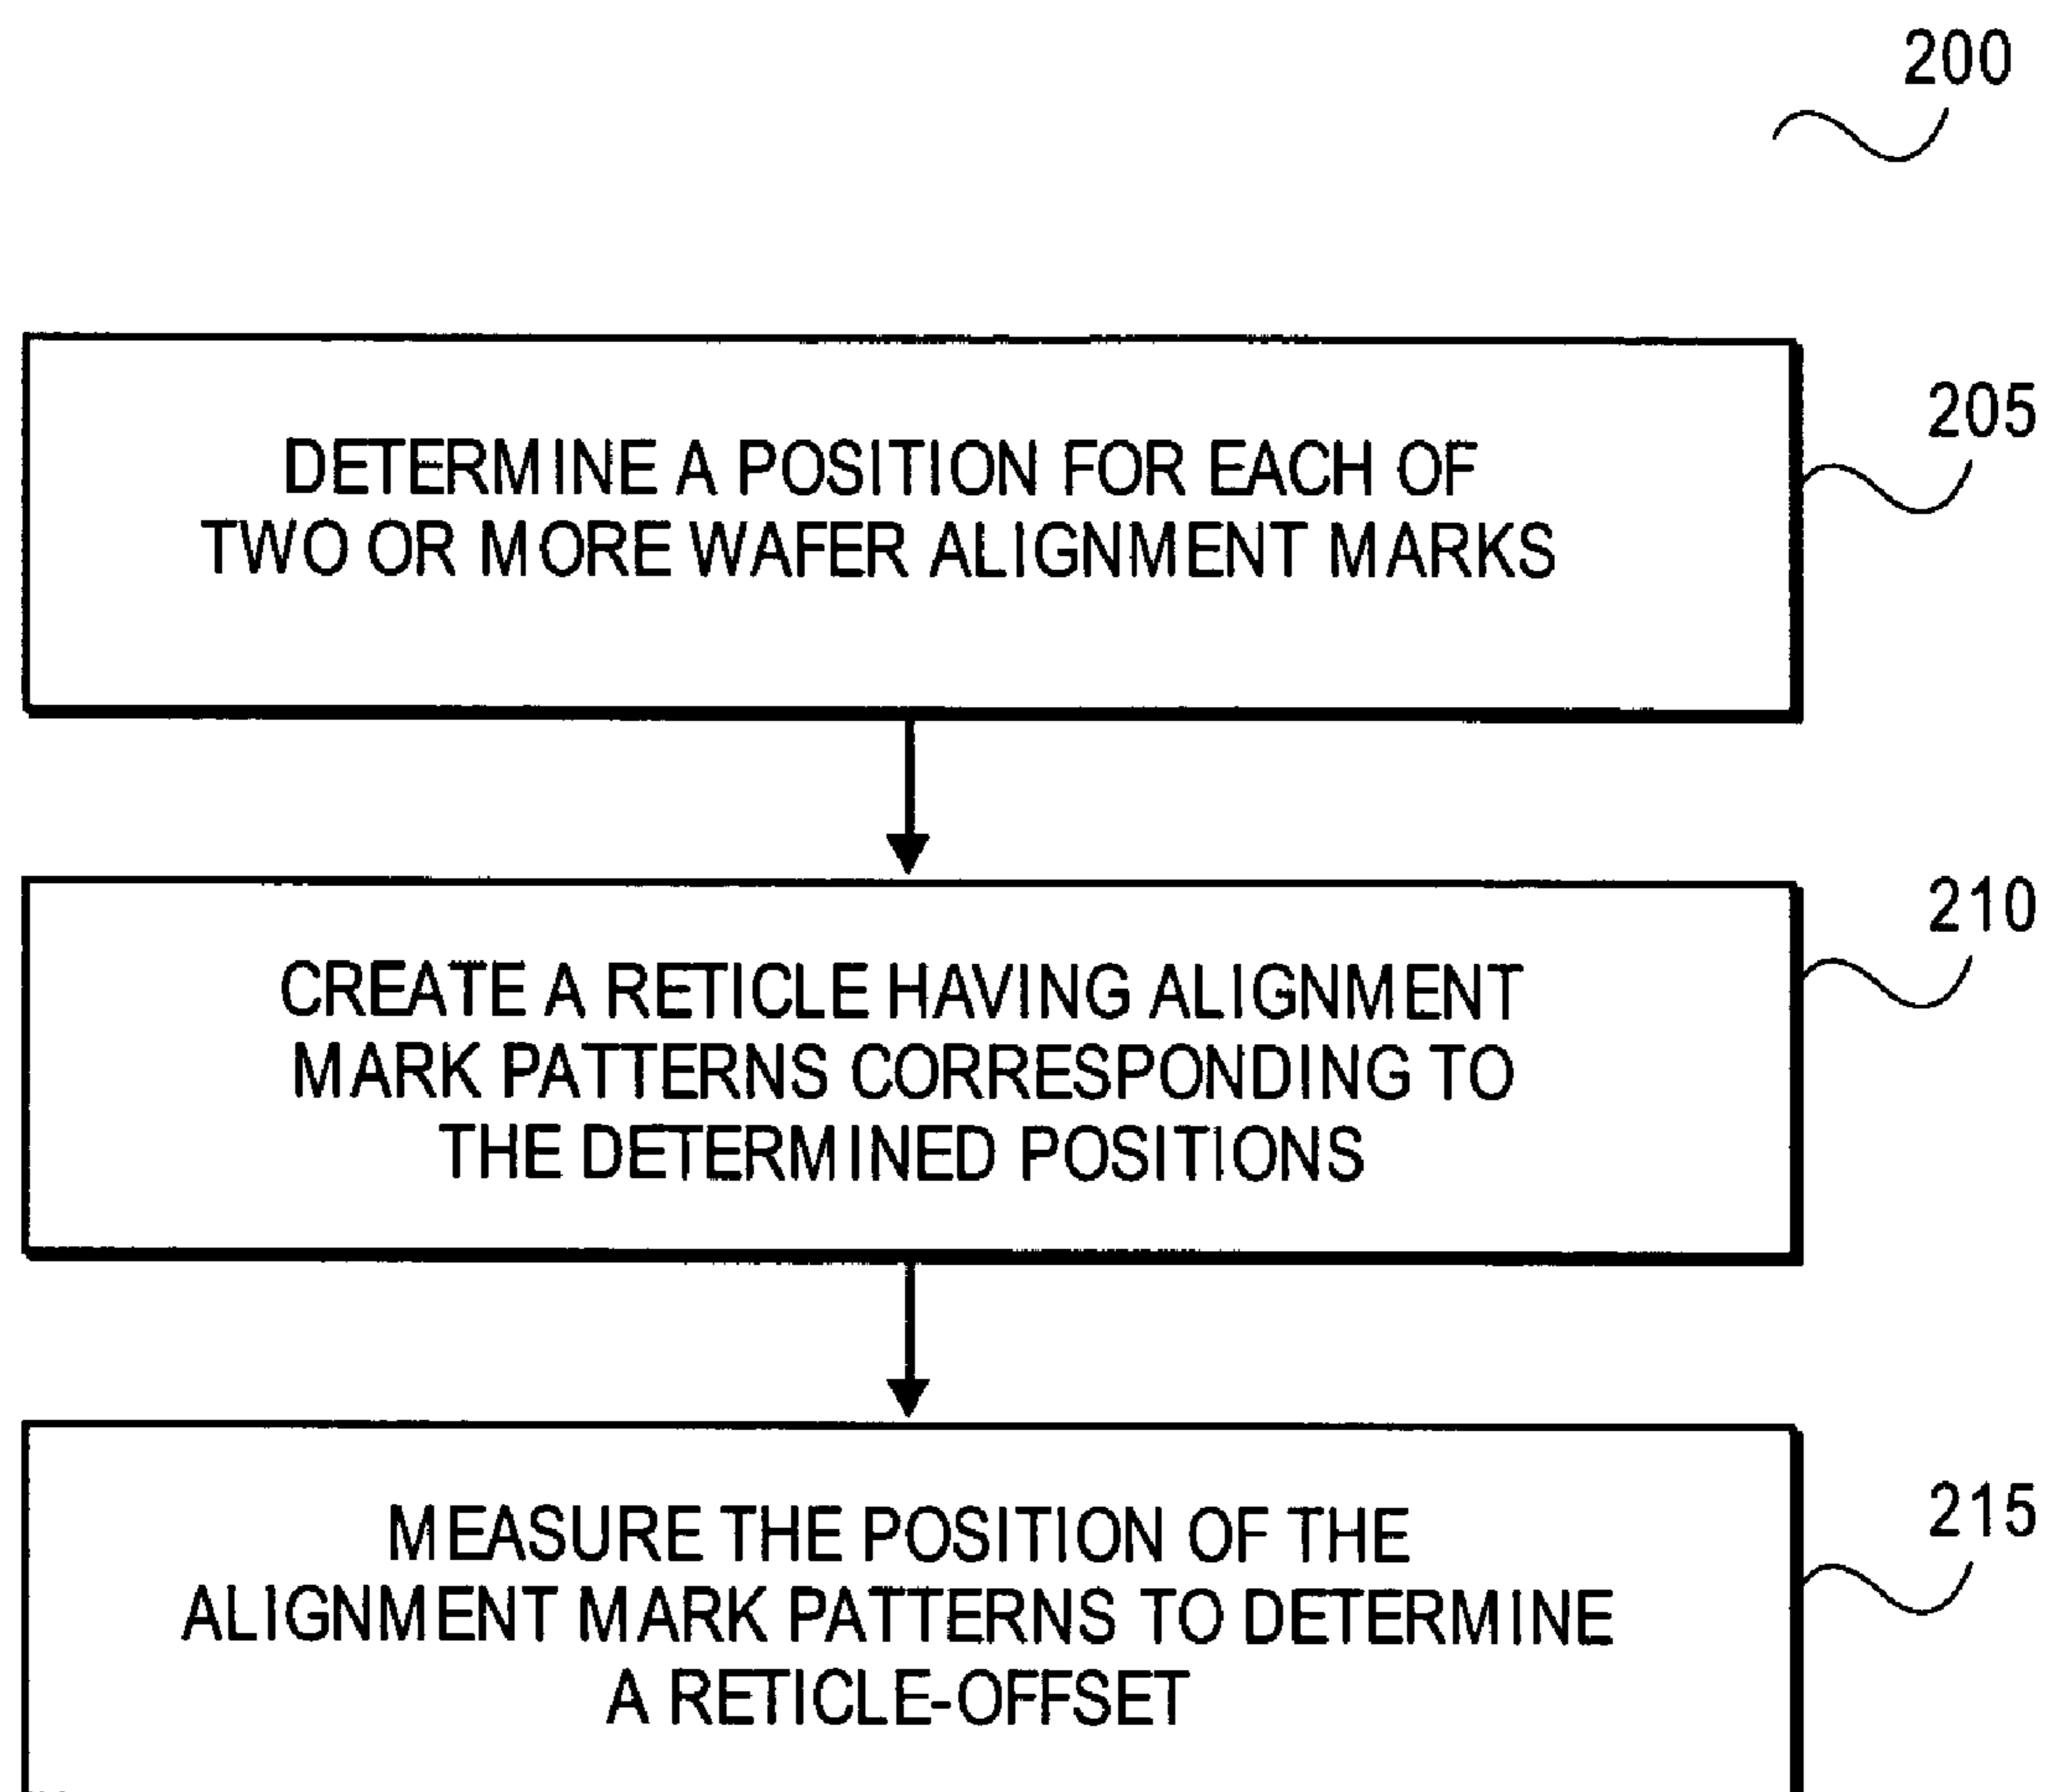 200
205
DETERMINE A POSITION FOR EACH OF
TWO OR MORE WAFER ALIGNMENT MARKS
210
CREATE A RETICLE HAVING ALIGNMENT
MARK PATTERNS CORRESPONDING TO
THE DETERMINED POSITIONS
215
MEASURE THE POSITION OF THE
ALIGNMENT MARK PATTERNS TO DETERMINE
A RETICLE-OFFSET